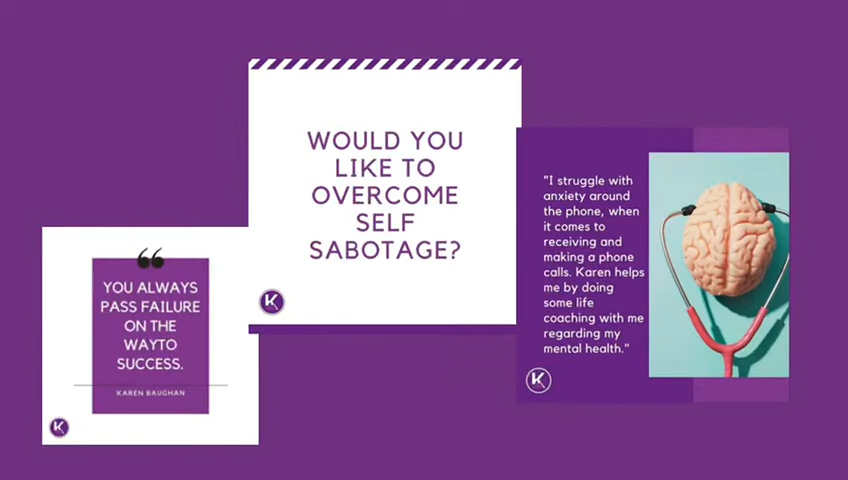 WOULD YOU
LIKE TO
OVERCOME
SELF
SABOTAGE?
K
YOU ALWAYS
PASS FAILURE
ON THE
WAYTO
SUCCESS.
KAREN BAUGHAN
K
"I struggle with
anxiety around
the phone, when
it comes to
receiving and
making a phone
calls. Karen helps
me by doing
some life
coaching with me
regarding my
mental health."
K